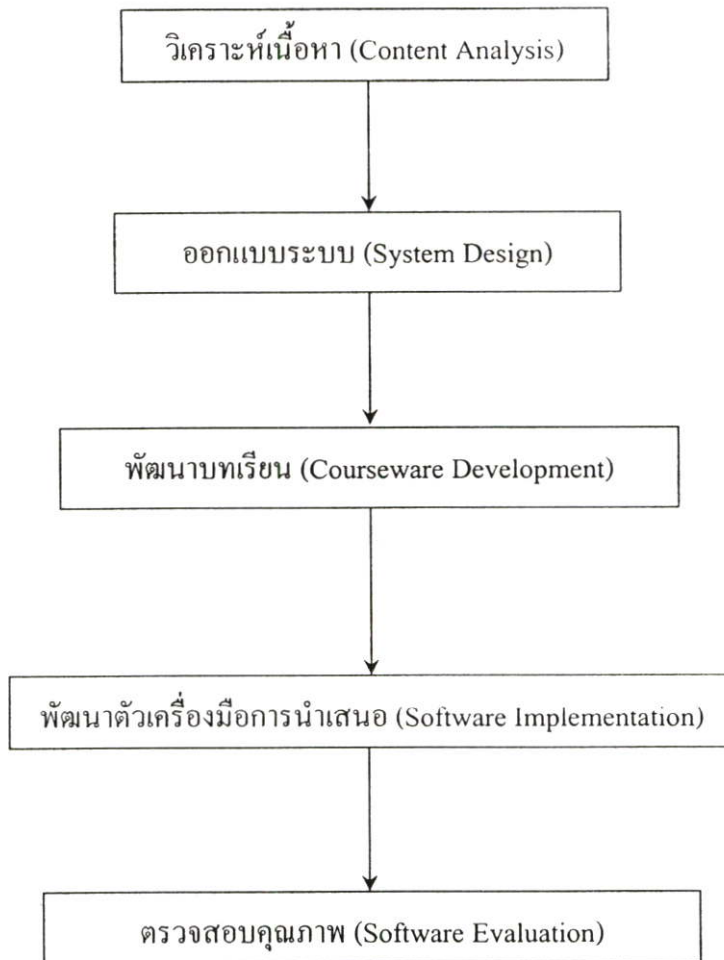 วิเคราะห์เนื้อหา (Content Analysis)
ออกแบบระบบ (System Design)
พัฒนาบทเรียน (Courseware Development)
พัฒนาตัวเครื่องมือการนำเสนอ (Software Implementation)
ตรวจสอบคุณภาพ (Software Evaluation)